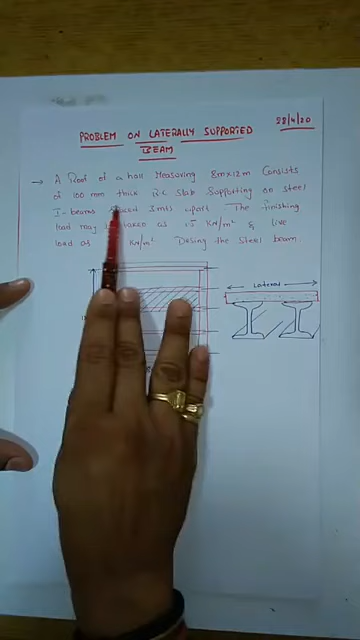 28/4/20
PROBLEM ON LATERALLY SUPPORTED
BEAM
→ A Roof of a hall Measuring 8m×12m Consists
of 100 mm thick R.C Slab Supporting on steel
I-beams 3mts apart The finishing
load may taken as 1.5 KN/m² & live
load as KN/m² Desing the Steel beam.
← Lateral →